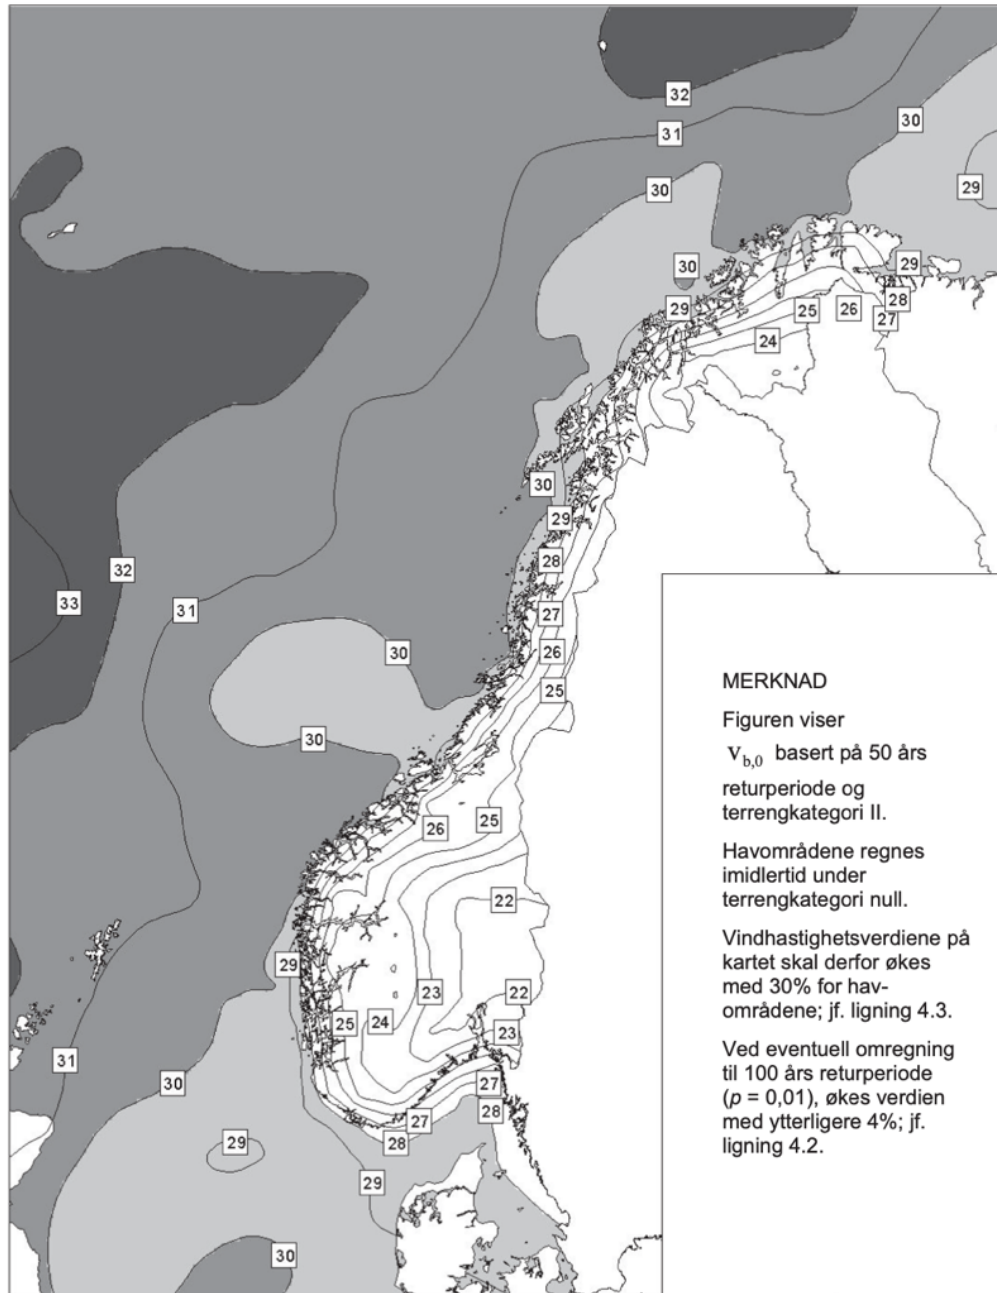 32
31
30
30
29
30
29
29
28
25
26
27
24
30
29
32
28
33
31
27
30
26
25
30
25
26
22
29
23
22
25
24
23
31
30
27
28
27
28
29
29
30
MERKNAD
Figuren viser
v b,0 basert på 50 års
returperiode og
terrengkategori II.
Havområdene regnes
imidlertid under
terrengkategori null.
Vindhastighetsverdiene på
kartet skal derfor økes
med 30% for hav-
områdene; jf. ligning 4.3.
Ved eventuell omregning
til 100 års returperiode
(p = 0,01), økes verdien
med ytterligere 4%; jf.
ligning 4.2.